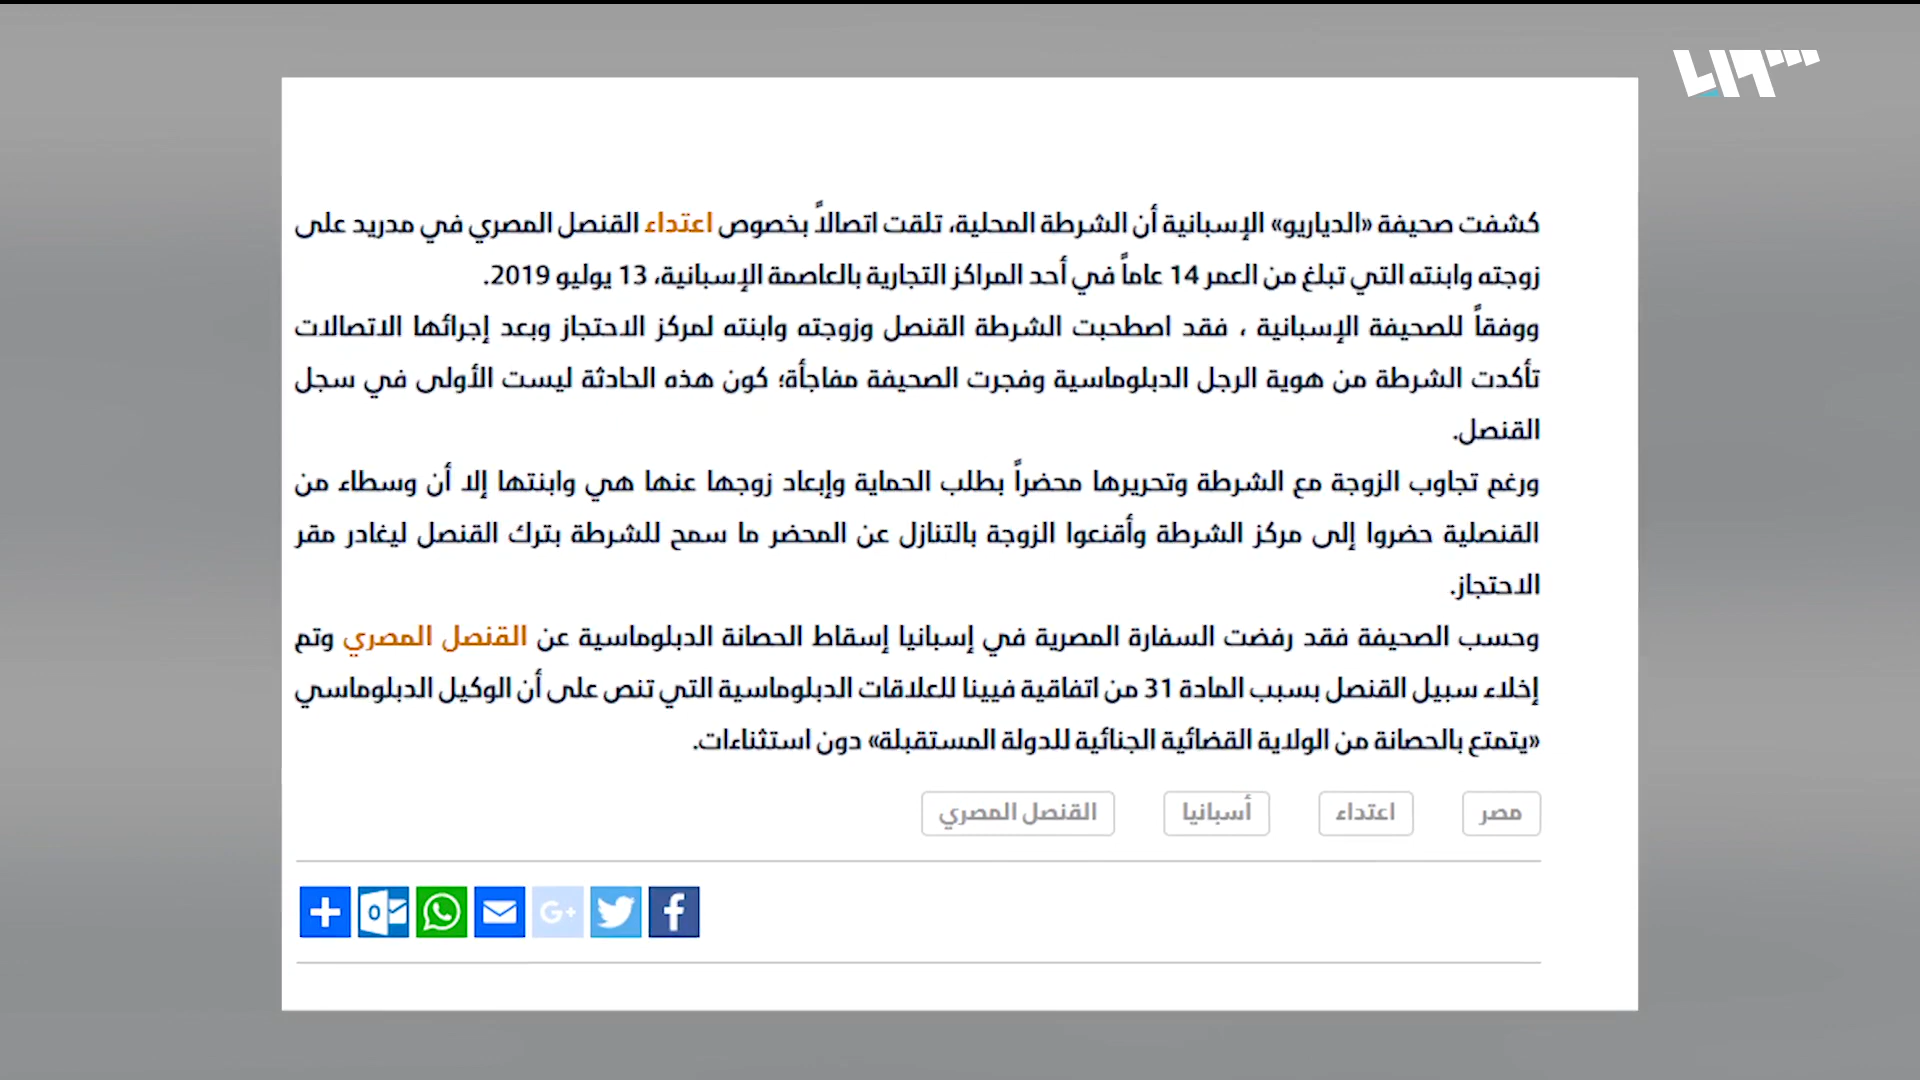 كشفت صحيفة «الدياريو» الإسبانية أن الشرطة المحلية، تلقت اتصالاً بخصوص اعتداء القنصل المصري في مدريد على
زوجته وابنته التي تبلغ من العمر 14 عاماً في أحد المراكز التجارية بالعاصمة الإسبانية، 13 يوليو 2019.
ووفقاً للصحيفة الإسبانية ، فقد اصطحبت الشرطة القنصل وزوجته وابنته لمركز الاحتجاز وبعد إجرائها الاتصالات
تأكدت الشرطة من هوية الرجل الدبلوماسية وفجرت الصحيفة مفاجأة؛ كون هذه الحادثة ليست الأولى في سجل
القنصل.
ورغم تجاوب الزوجة مع الشرطة وتحريرها محضراً بطلب الحماية وإبعاد زوجها عنها هي وابنتها إلا أن وسطاء من
القنصلية حضروا إلى مركز الشرطة وأقنعوا الزوجة بالتنازل عن المحضر ما سمح للشرطة بترك القنصل ليغادر مقر
الاحتجاز.
وحسب الصحيفة فقد رفضت السفارة المصرية في إسبانيا إسقاط الحصانة الدبلوماسية عن القنصل المصري وتم
إخلاء سبيل القنصل بسبب المادة 31 من اتفاقية فيينا للعلاقات الدبلوماسية التي تنص على أن الوكيل الدبلوماسي
«يتمتع بالحصانة من الولاية القضائية الجنائية للدولة المستقبلة» دون استثناءات.
مصر
اعتداء
أسبانيا
القنصل المصري